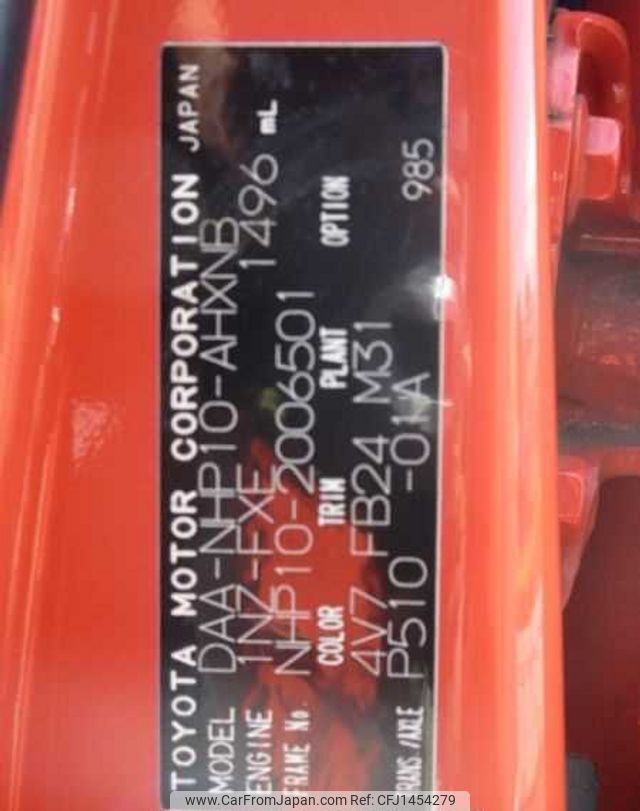 TOYOTA MOTOR CORPORATION JAPAN
MODEL DAA-NHP10-AHXNB
ENGINE 1NZ-FXE 1496 mL
FRAME No. NHP10-2006501
COLOR TRIM PLANT OPTION
4V7 FB24 M31 985
TRANS/AXLE P510 -01A
www.CarFromJapan.com CFJ1454279